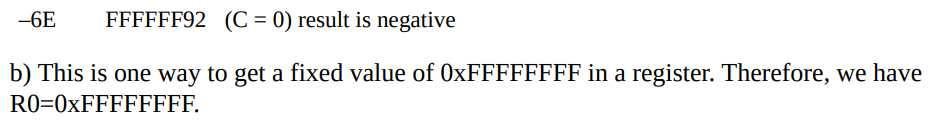 –6E FFFFFF92 (C = 0) result is negative
b) This is one way to get a fixed value of 0xFFFFFFFF in a register. Therefore, we have
R0=0xFFFFFFFF.